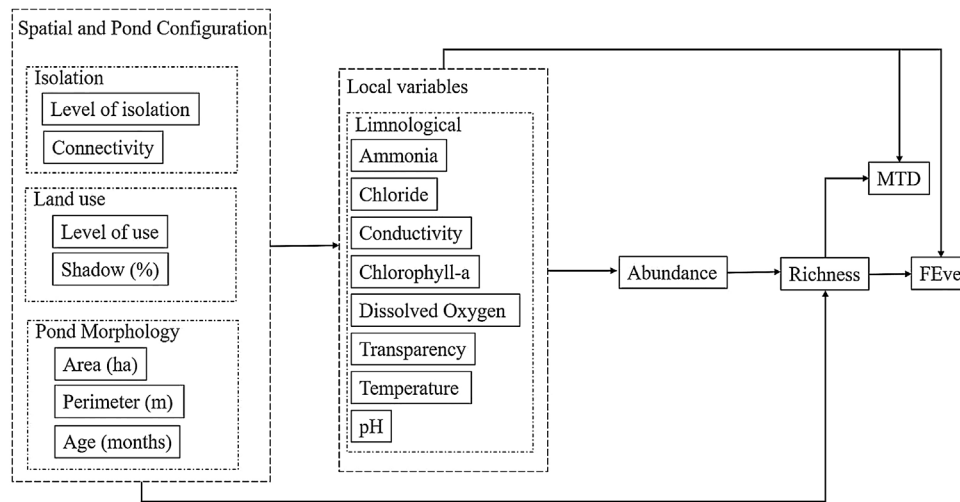 Spatial and Pond Configuration
Isolation
Level of isolation
Connectivity
Land use
Level of use
Shadow (%)
Pond Morphology
Area (ha)
Perimeter (m)
Age (months)
Local variables
Limnological
Ammonia
Chloride
Conductivity
Chlorophyll-a
Dissolved Oxygen
Transparency
Temperature
pH
Abundance
Richness
MTD
FEve